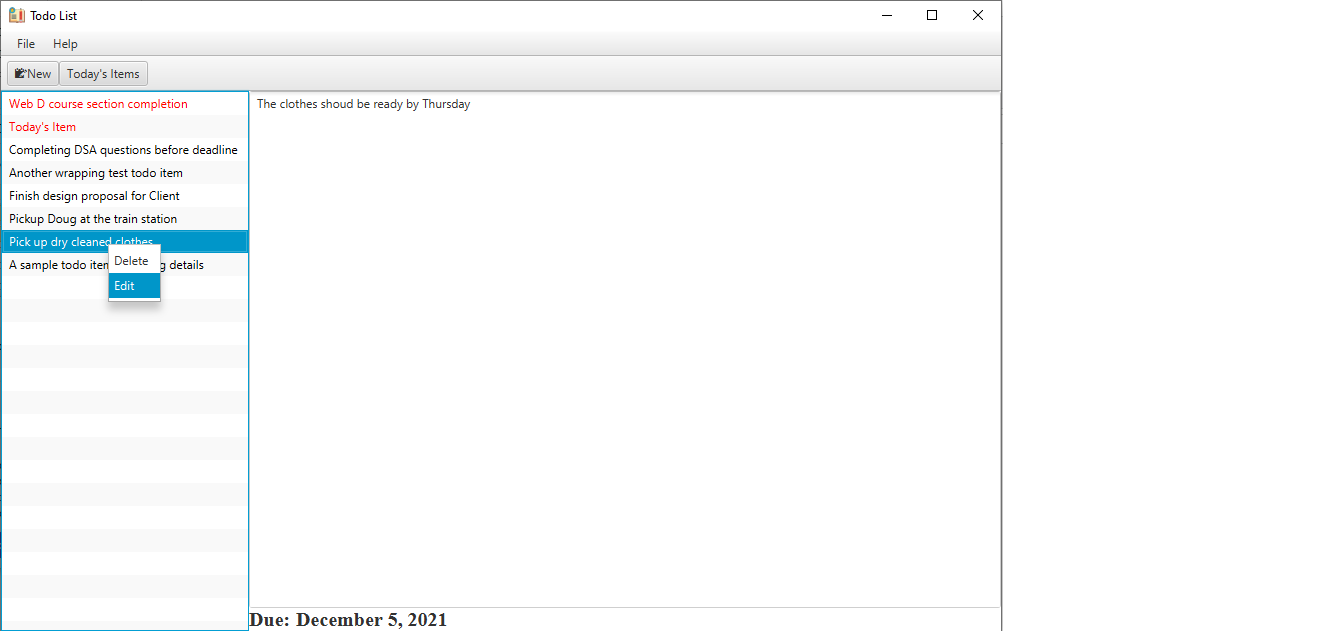 Todo List
File Help
New Today's Items
Web D course section completion
Today's Item
Completing DSA questions before deadline
Another wrapping test todo item
Finish design proposal for Client
Pickup Doug at the train station
Pick up dry cleaned clothes
A sample todo details
Delete
Edit
The clothes shoud be ready by Thursday
Due: December 5, 2021